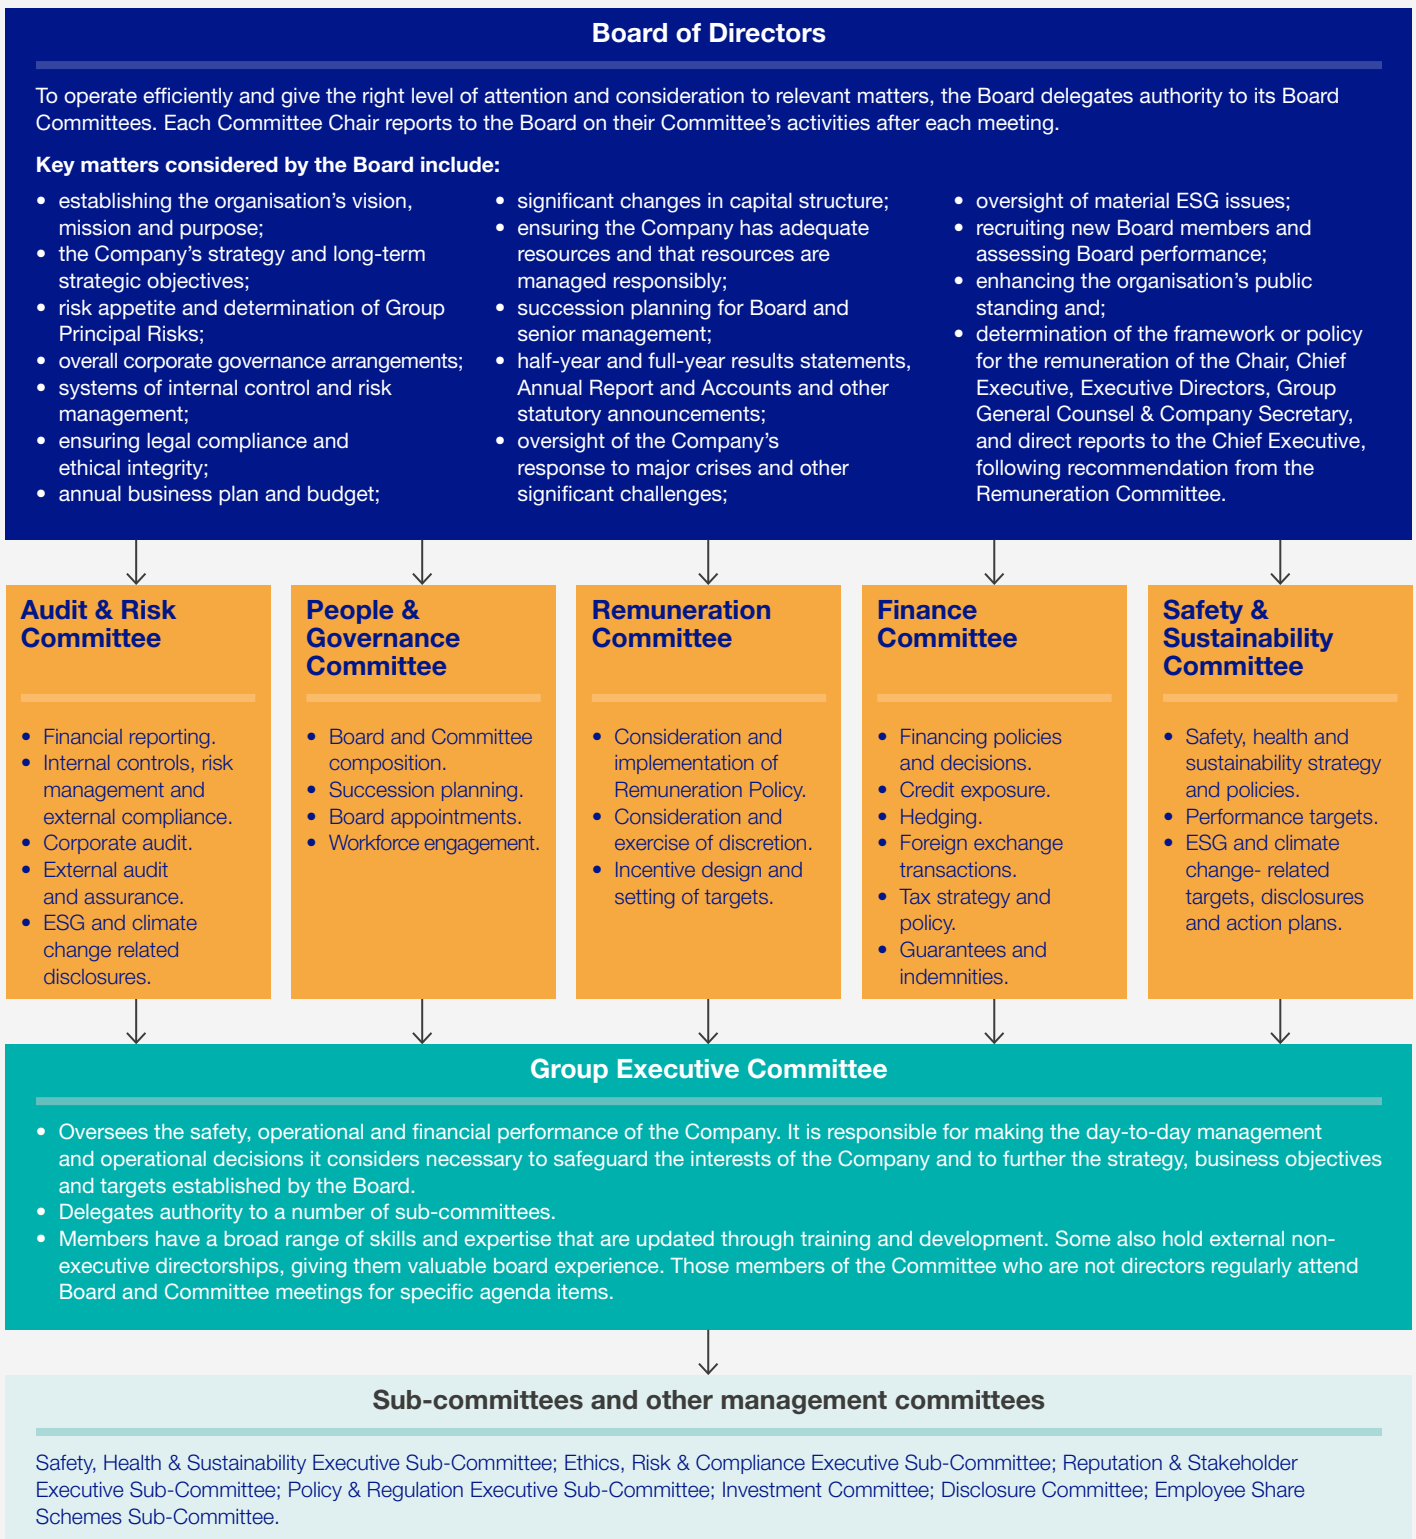 Board of Directors
To operate efficiently and give the right level of attention and consideration to relevant matters, the Board delegates authority to its Board
Committees. Each Committee Chair reports to the Board on their Committee’s activities after each meeting.
Key matters considered by the Board include:
• establishing the organisation’s vision,
mission and purpose;
• the Company’s strategy and long-term
strategic objectives;
• risk appetite and determination of Group
Principal Risks;
• overall corporate governance arrangements;
• systems of internal control and risk
management;
• ensuring legal compliance and
ethical integrity;
• annual business plan and budget;
• significant changes in capital structure;
• ensuring the Company has adequate
resources and that resources are
managed responsibly;
• succession planning for Board and
senior management;
• half-year and full-year results statements,
Annual Report and Accounts and other
statutory announcements;
• oversight of the Company’s
response to major crises and other
significant challenges;
• oversight of material ESG issues;
• recruiting new Board members and
assessing Board performance;
• enhancing the organisation’s public
standing and;
• determination of the framework or policy
for the remuneration of the Chair, Chief
Executive, Executive Directors, Group
General Counsel & Company Secretary,
and direct reports to the Chief Executive,
following recommendation from the
Remuneration Committee.
Audit & Risk
Committee
• Financial reporting.
• Internal controls, risk
management and
external compliance.
• Corporate audit.
• External audit
and assurance.
• ESG and climate
change related
disclosures.
People &
Governance
Committee
• Board and Committee
composition.
• Succession planning.
• Board appointments.
• Workforce engagement.
Remuneration
Committee
• Consideration and
implementation of
Remuneration Policy.
• Consideration and
exercise of discretion.
• Incentive design and
setting of targets.
Finance
Committee
• Financing policies
and decisions.
• Credit exposure.
• Hedging.
• Foreign exchange
transactions.
• Tax strategy and
policy.
• Guarantees and
indemnities.
Safety &
Sustainability
Committee
• Safety, health and
sustainability strategy
and policies.
• Performance targets.
• ESG and climate
change- related
targets, disclosures
and action plans.
Group Executive Committee
• Oversees the safety, operational and financial performance of the Company. It is responsible for making the day-to-day management
and operational decisions it considers necessary to safeguard the interests of the Company and to further the strategy, business objectives
and targets established by the Board.
• Delegates authority to a number of sub-committees.
• Members have a broad range of skills and expertise that are updated through training and development. Some also hold external non-
executive directorships, giving them valuable board experience. Those members of the Committee who are not directors regularly attend
Board and Committee meetings for specific agenda items.
Sub-committees and other management committees
Safety, Health & Sustainability Executive Sub-Committee; Ethics, Risk & Compliance Executive Sub-Committee; Reputation & Stakeholder
Executive Sub-Committee; Policy & Regulation Executive Sub-Committee; Investment Committee; Disclosure Committee; Employee Share
Schemes Sub-Committee.